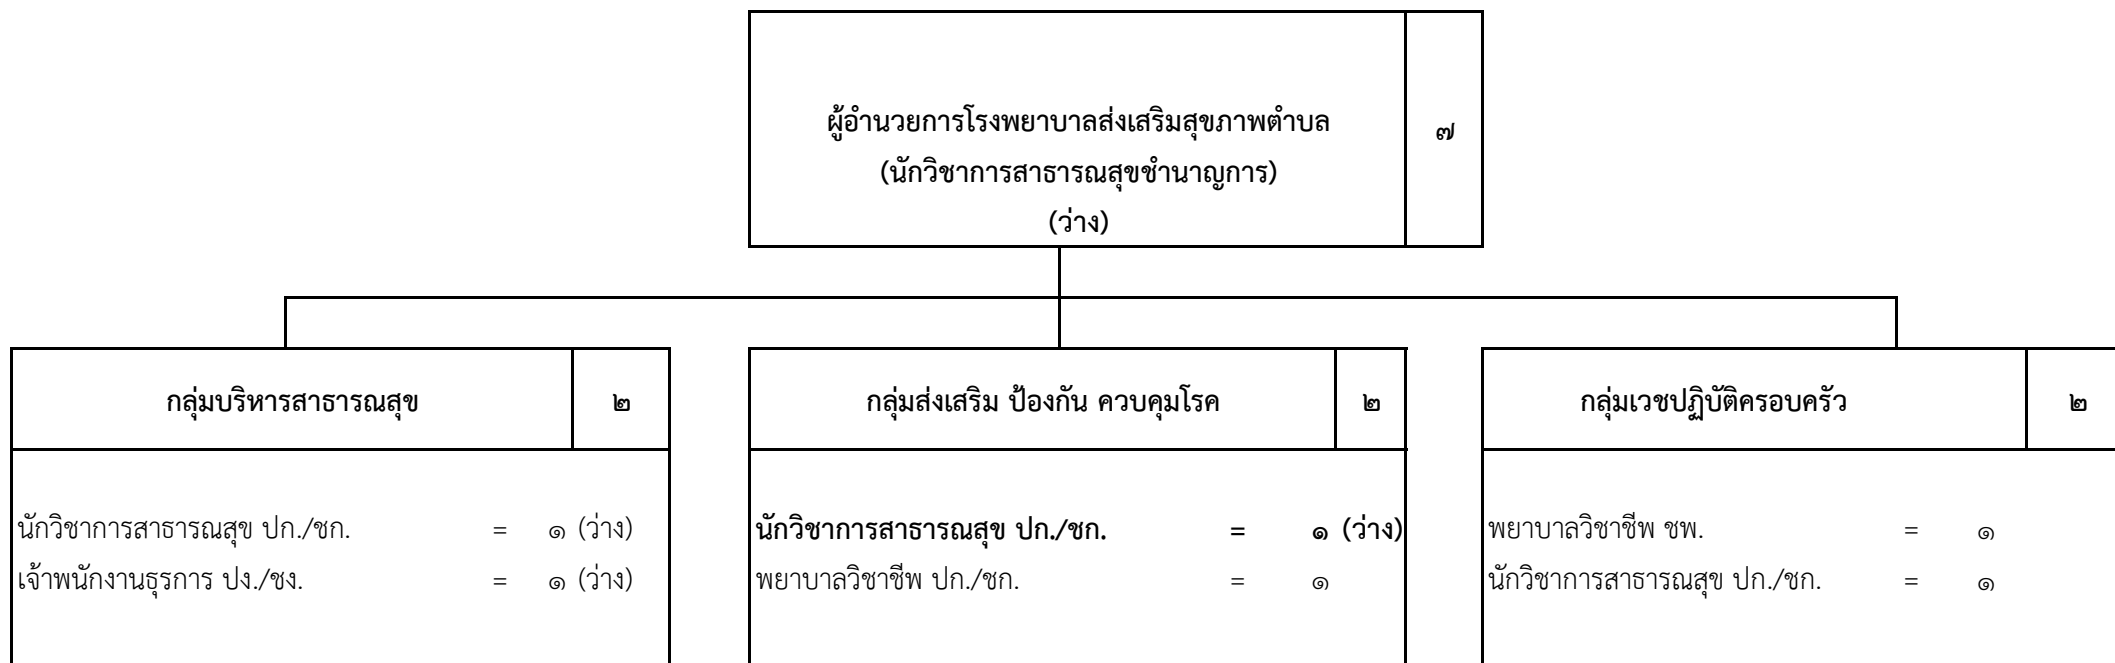 ผู้อำนวยการโรงพยาบาลส่งเสริมสุขภาพตำบล ๗
(นักวิชาการสาธารณสุขชำนาญการ)
(ว่าง)
กลุ่มบริหารสาธารณสุข ๒
นักวิชาการสาธารณสุข ปก./ชก. = ๑ (ว่าง)
เจ้าพนักงานธุรการ ปง./ชง. = ๑ (ว่าง)
กลุ่มส่งเสริม ป้องกัน ควบคุมโรค ๒
นักวิชาการสาธารณสุข ปก./ชก. = ๑ (ว่าง)
พยาบาลวิชาชีพ ปก./ชก. = ๑
กลุ่มเวชปฏิบัติครอบครัว ๒
พยาบาลวิชาชีพ ชพ. = ๑
นักวิชาการสาธารณสุข ปก./ชก. = ๑